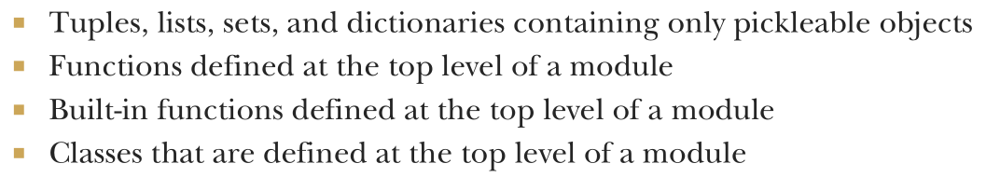 ▪ Tuples, lists, sets, and dictionaries containing only pickleable objects
▪ Functions defined at the top level of a module
▪ Built-in functions defined at the top level of a module
▪ Classes that are defined at the top level of a module